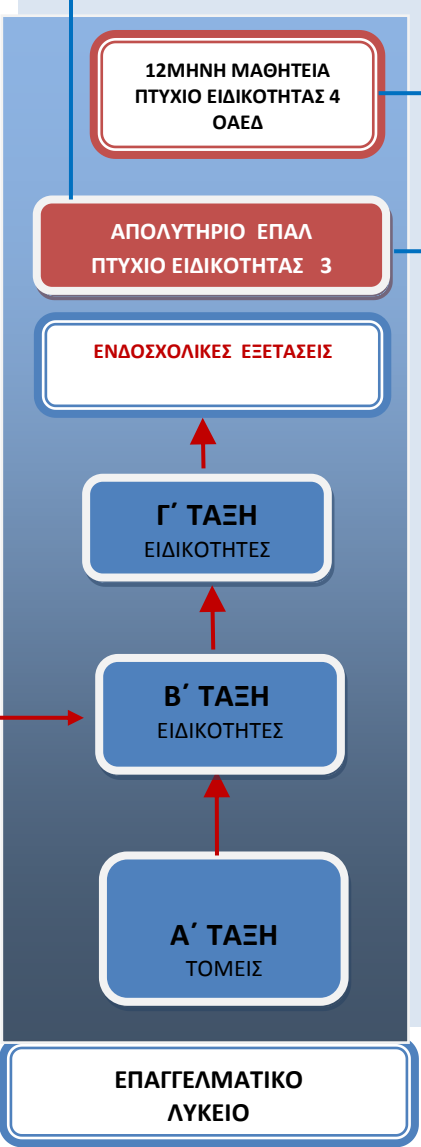 12ΜΗΝΗ ΜΑΘΗΤΕΙΑ
ΠΤΥΧΙΟ ΕΙΔΙΚΟΤΗΤΑΣ 4
ΟΑΕΔ
ΑΠΟΛΥΤΗΡΙΟ ΕΠΑΛ
ΠΤΥΧΙΟ ΕΙΔΙΚΟΤΗΤΑΣ 3
ΕΝΔΟΣΧΟΛΙΚΕΣ ΕΞΕΤΑΣΕΙΣ
Γ΄ ΤΑΞΗ
ΕΙΔΙΚΟΤΗΤΕΣ
Β΄ ΤΑΞΗ
ΕΙΔΙΚΟΤΗΤΕΣ
Α΄ ΤΑΞΗ
ΤΟΜΕΙΣ
ΕΠΑΓΓΕΛΜΑΤΙΚΟ
ΛΥΚΕΙΟ